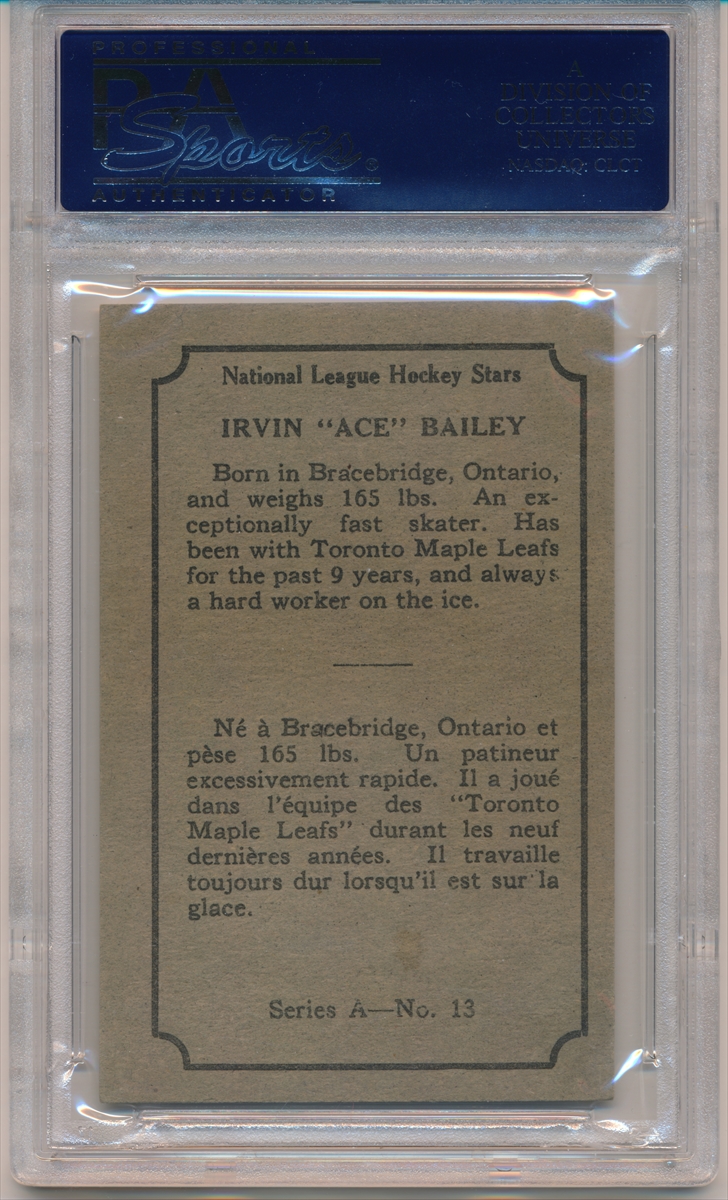 PROFESSIONAL
PSA
Sports®
AUTHENTICATOR
A
DIVISION OF
COLLECTORS
UNIVERSE
NASDAQ: CLCT
National League Hockey Stars
IRVIN "ACE" BAILEY
Born in Bracebridge, Ontario,
and weighs 165 lbs. An ex-
ceptionally fast skater. Has
been with Toronto Maple Leafs
for the past 9 years, and always
a hard worker on the ice.
Né à Bracebridge, Ontario et
pèse 165 lbs. Un patineur
excessivement rapide. Il a joué
dans l'équipe des "Toronto
Maple Leafs" durant les neuf
dernières années. Il travaille
toujours dur lorsqu'il est sur la
glace.
Series A—No. 13